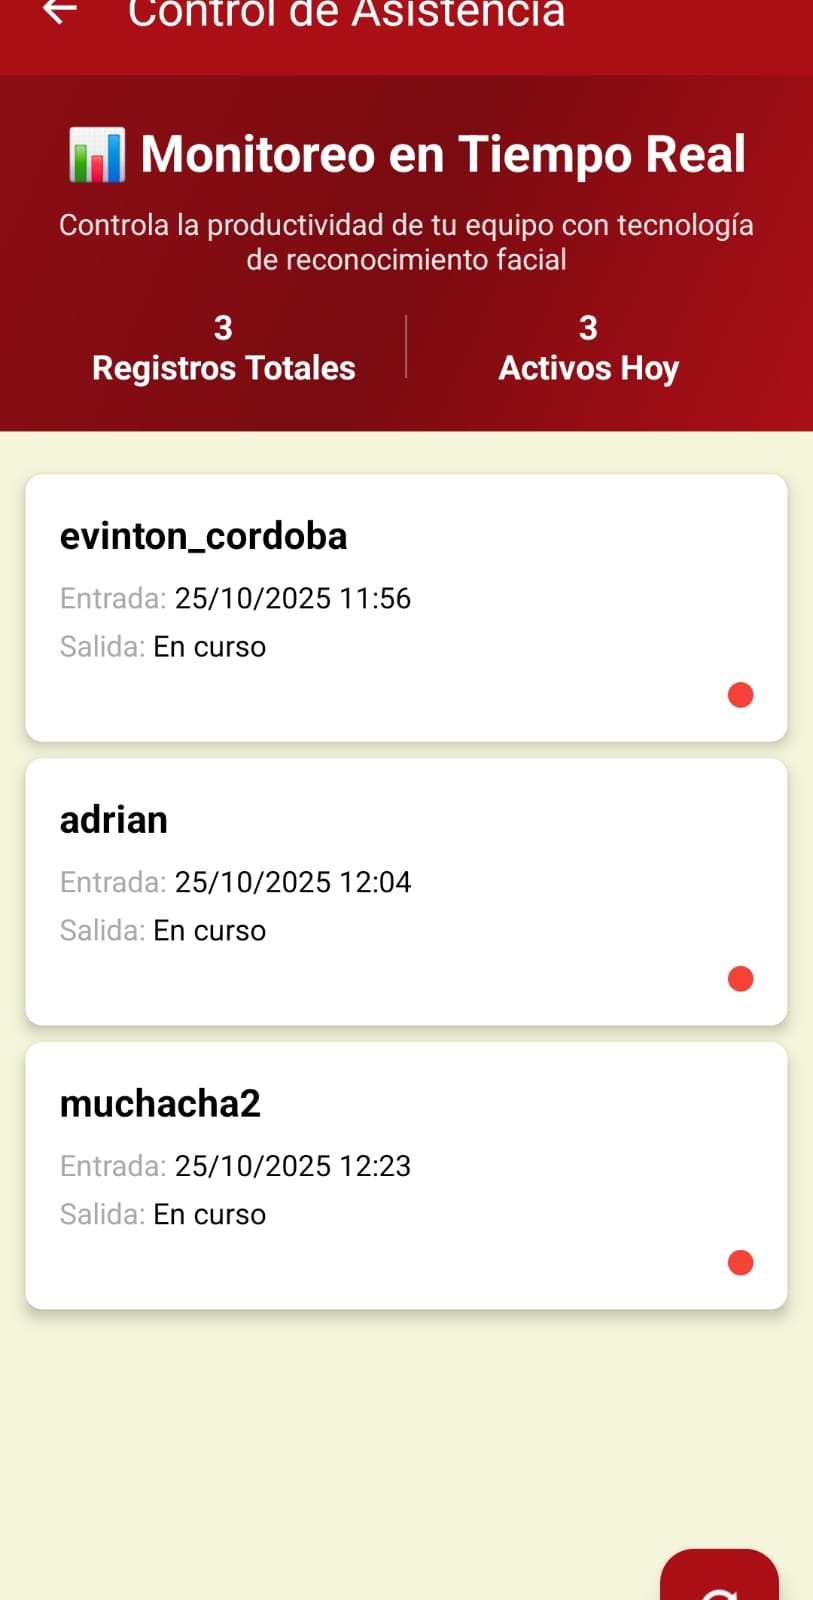 Control de Asistencia
📊 Monitoreo en Tiempo Real
Controla la productividad de tu equipo con tecnología
de reconocimiento facial
3
Registros Totales
3
Activos Hoy
evinton_cordoba
Entrada: 25/10/2025 11:56
Salida: En curso
adrian
Entrada: 25/10/2025 12:04
Salida: En curso
muchacha2
Entrada: 25/10/2025 12:23
Salida: En curso